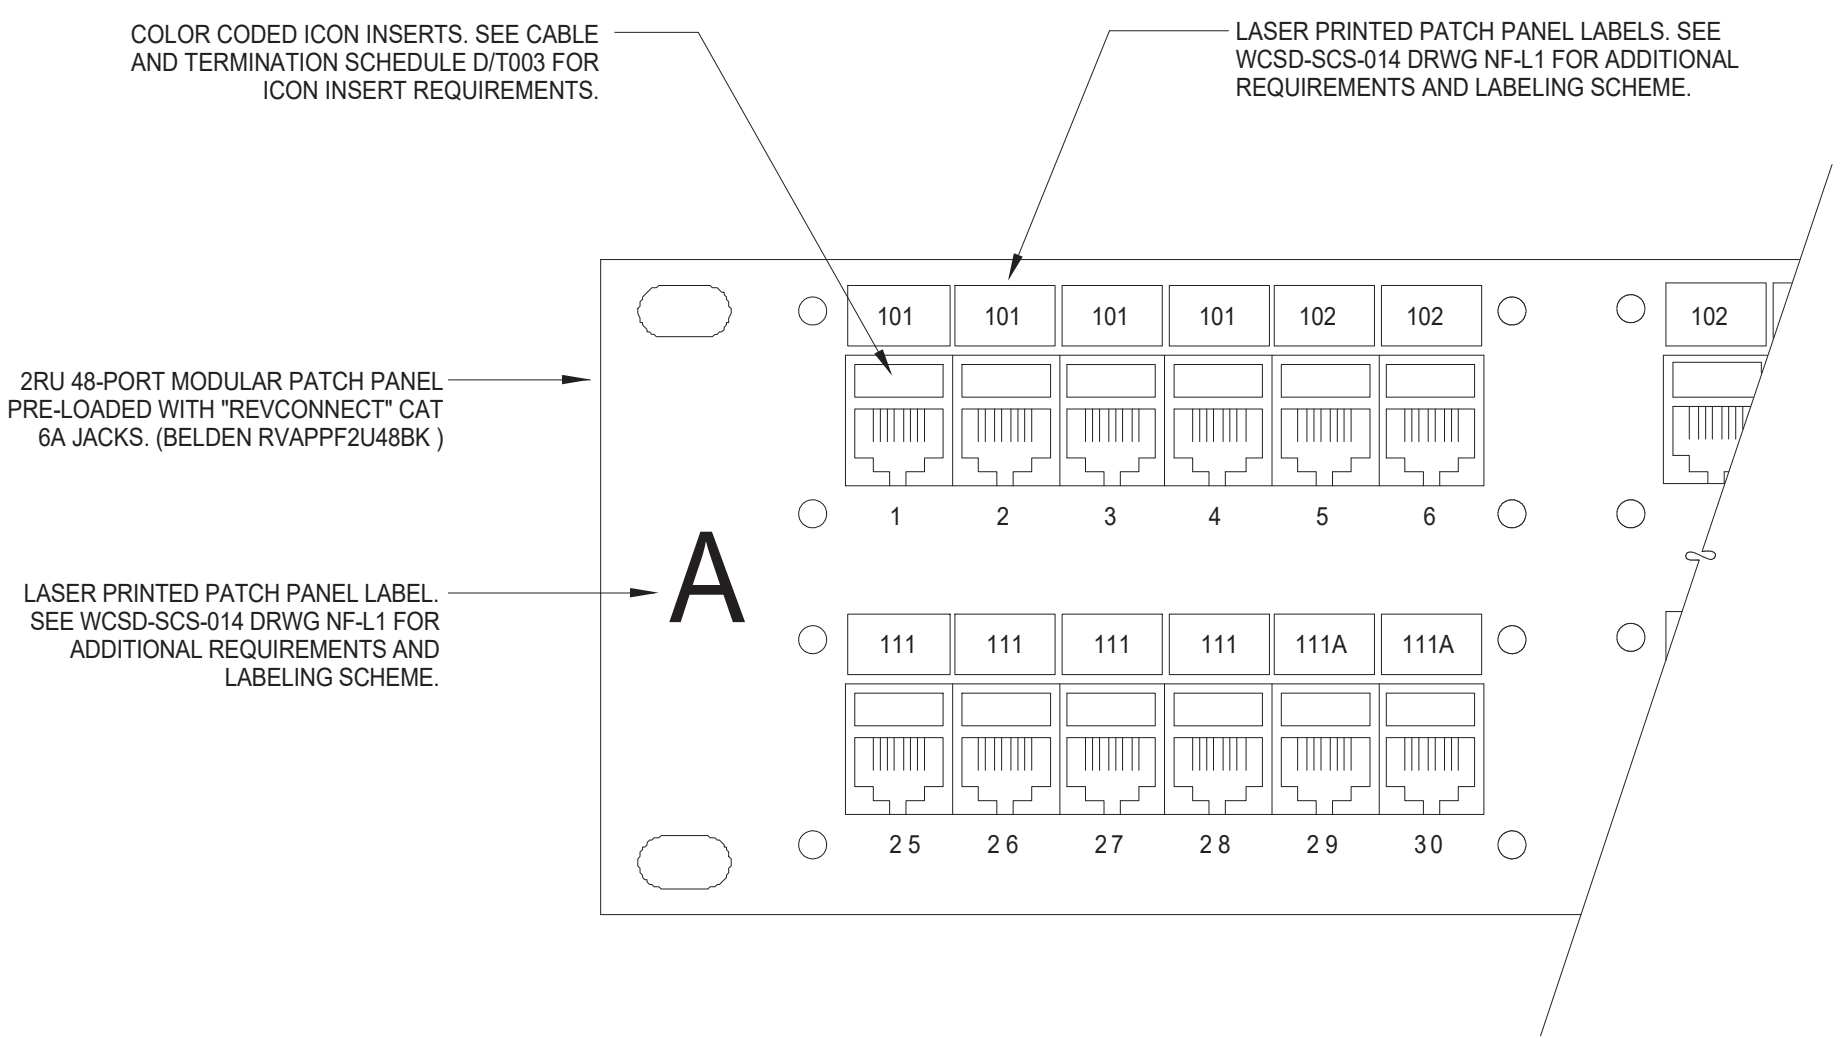 COLOR CODED ICON INSERTS. SEE CABLE
AND TERMINATION SCHEDULE D/T003 FOR
ICON INSERT REQUIREMENTS.
LASER PRINTED PATCH PANEL LABELS. SEE
WCSD-SCS-014 DRWG NF-L1 FOR ADDITIONAL
REQUIREMENTS AND LABELING SCHEME.
101 101 101 101 102 102 102
2RU 48-PORT MODULAR PATCH PANEL
PRE-LOADED WITH "REVCONNECT" CAT
6A JACKS. (BELDEN RVAPPF2U48BK )
1 2 3 4 5 6
A
LASER PRINTED PATCH PANEL LABEL.
SEE WCSD-SCS-014 DRWG NF-L1 FOR
ADDITIONAL REQUIREMENTS AND
LABELING SCHEME.
111 111 111 111 111A 111A
25 26 27 28 29 30